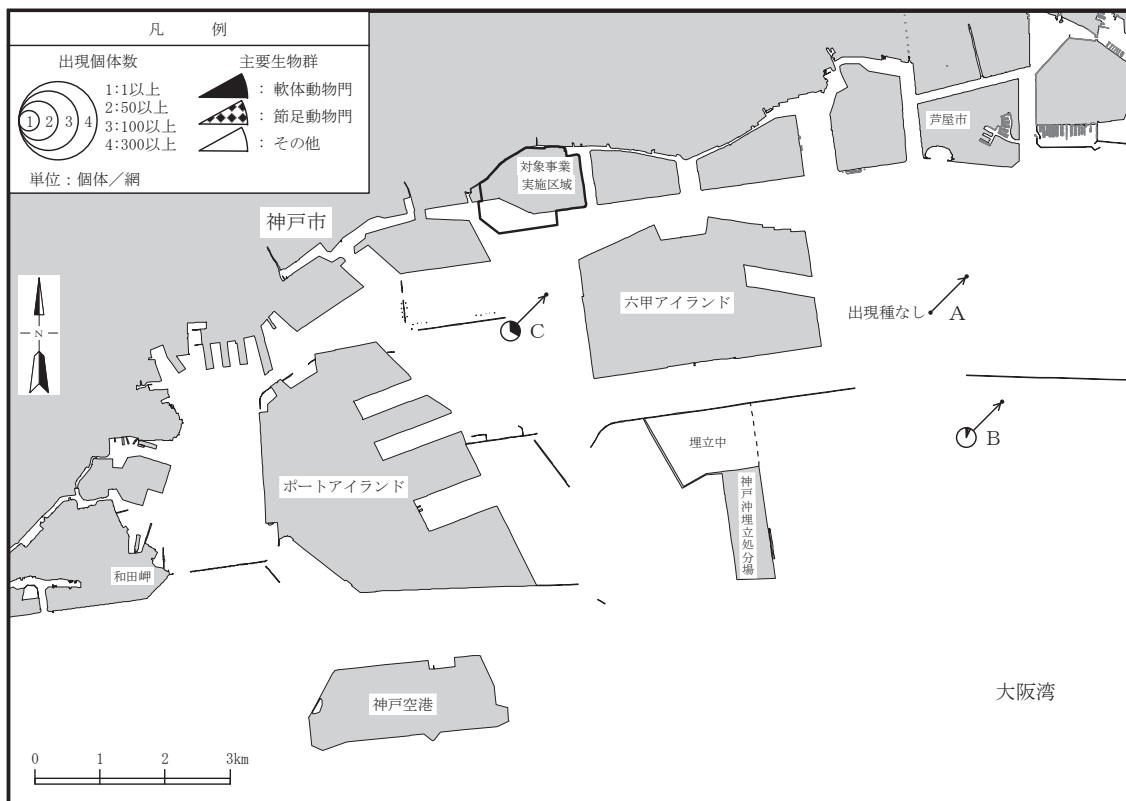 凡　例
出現個体数
1:1以上
2:50以上
3:100以上
4:300以上
1 2 3 4
単位：個体／網
主要生物群
：軟体動物門
：節足動物門
：その他
芦屋市
対象事業
実施区域
神戸市
六甲アイランド
出現種なし
A
N
C
B
埋立中
ポートアイランド
神戸沖埋立処分場
和田岬
神戸空港
大阪湾
0 1 2 3km